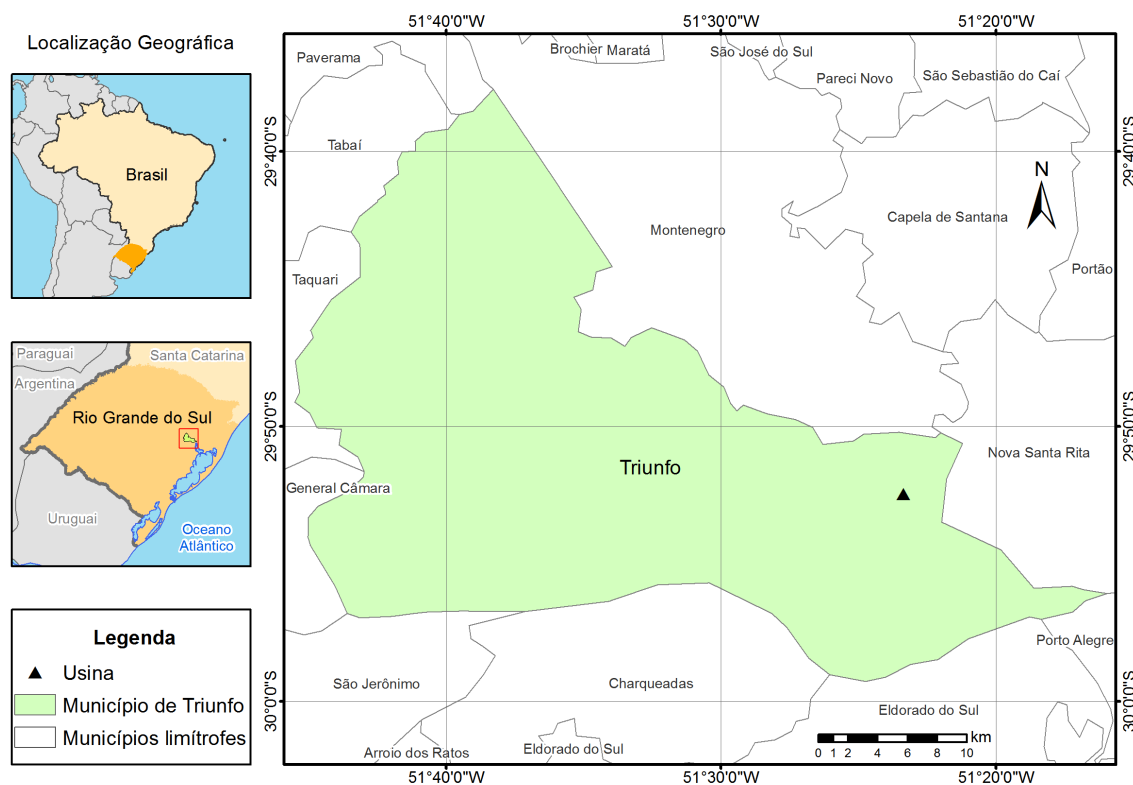 Localização Geográfica
Brasil
Paraguai
Santa Catarina
Argentina
Rio Grande do Sul
Uruguai
Oceano
Atlântico
Legenda
Usina
Município de Triunfo
Municípios limítrofes
51°40'0"W
51°30'0"W
51°20'0"W
Paverama
Brochier
Maratá
São José do Sul
Pareci Novo
São Sebastião do Caí
29°40'0"S
29°40'0"S
Tabaí
N
Montenegro
Capela de Santana
Taquari
Portão
29°50'0"S
29°50'0"S
Triunfo
Nova Santa Rita
General Câmara
Porto Alegre
São Jerônimo
Charqueadas
30°0'0"S
30°0'0"S
Eldorado do Sul
Arroio dos Ratos
Eldorado do Sul
km
0 1 2 4 6 8 10
51°40'0"W
51°30'0"W
51°20'0"W